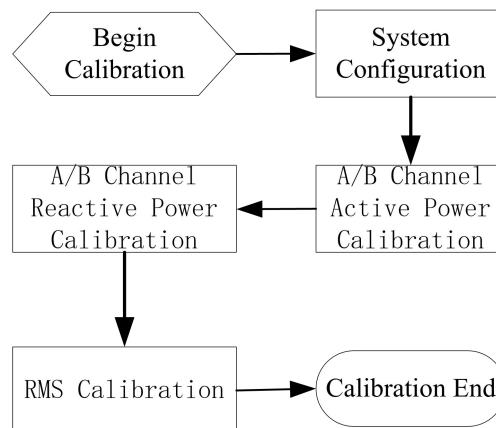 Begin
Calibration
System
Configuration
A/B Channel
Active Power
Calibration
A/B Channel
Reactive Power
Calibration
RMS Calibration
Calibration End